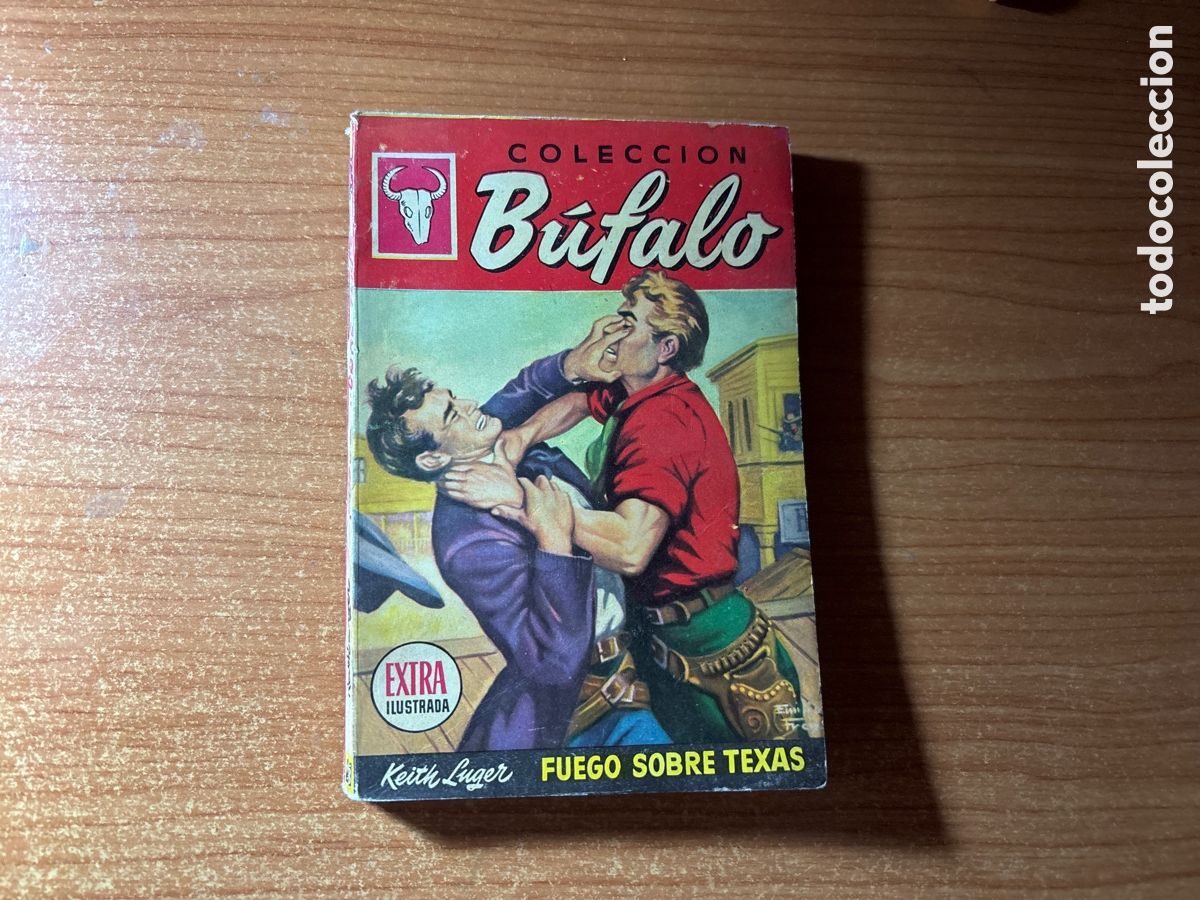 COLECCION
Búfalo
EXTRA
ILUSTRADA
Keith Luger
FUEGO SOBRE TEXAS
todocoleccion